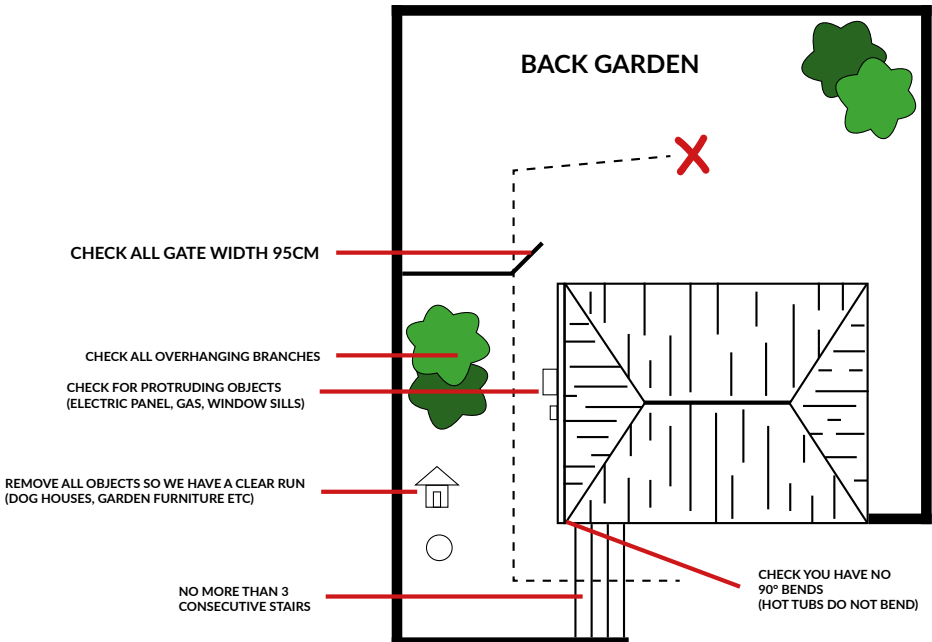 BACK GARDEN
CHECK ALL GATE WIDTH 95CM
CHECK ALL OVERHANGING BRANCHES
CHECK FOR PROTRUDING OBJECTS
(ELECTRIC PANEL, GAS, WINDOW SILLS)
REMOVE ALL OBJECTS SO WE HAVE A CLEAR RUN
(DOG HOUSES, GARDEN FURNITURE ETC)
NO MORE THAN 3
CONSECUTIVE STAIRS
CHECK YOU HAVE NO
90° BENDS
(HOT TUBS DO NOT BEND)